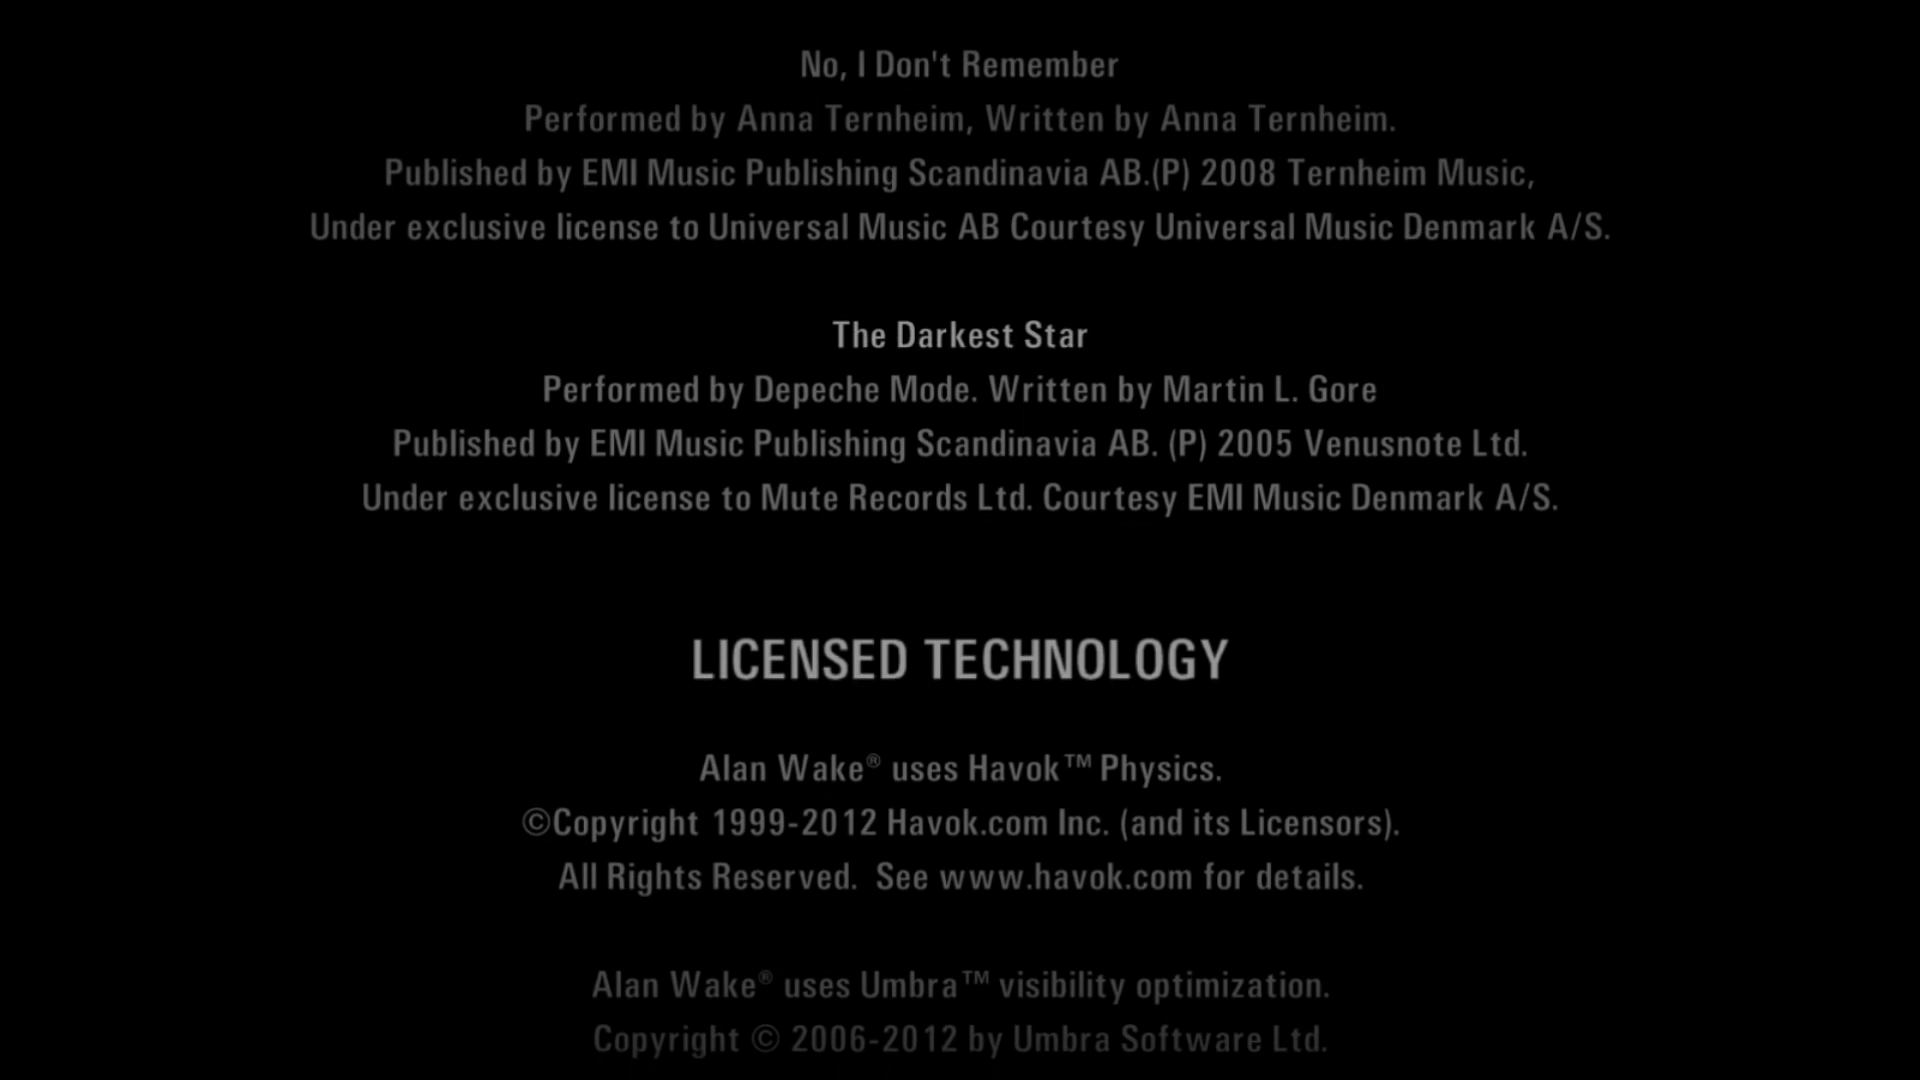 No, I Don't Remember
Performed by Anna Ternheim, Written by Anna Ternheim.
Published by EMI Music Publishing Scandinavia AB.(P) 2008 Ternheim Music,
Under exclusive license to Universal Music AB Courtesy Universal Music Denmark A/S.
The Darkest Star
Performed by Depeche Mode. Written by Martin L. Gore
Published by EMI Music Publishing Scandinavia AB. (P) 2005 Venusnote Ltd.
Under exclusive license to Mute Records Ltd. Courtesy EMI Music Denmark A/S.
LICENSED TECHNOLOGY
Alan Wake® uses Havok™ Physics.
©Copyright 1999-2012 Havok.com Inc. (and its Licensors).
All Rights Reserved.  See www.havok.com for details.
Alan Wake® uses Umbra™ visibility optimization.
Copyright © 2006-2012 by Umbra Software Ltd.